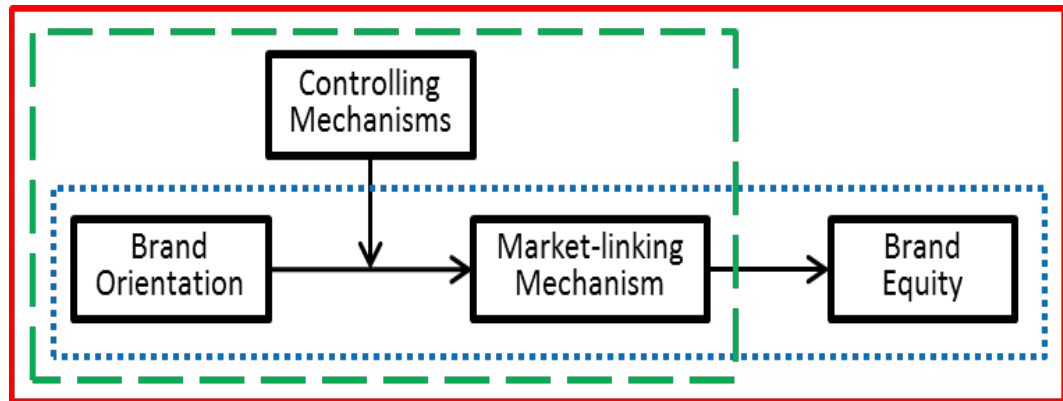 Controlling
Mechanisms
Brand
Orientation
Market-linking
Mechanism
Brand
Equity